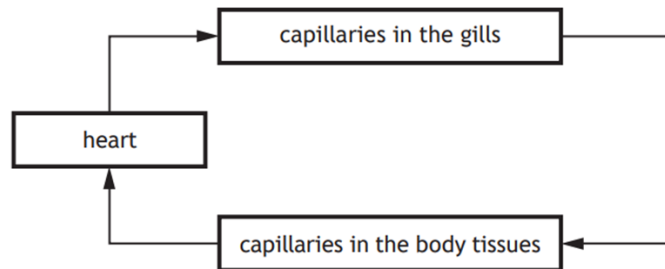 capillaries in the gills
heart
capillaries in the body tissues